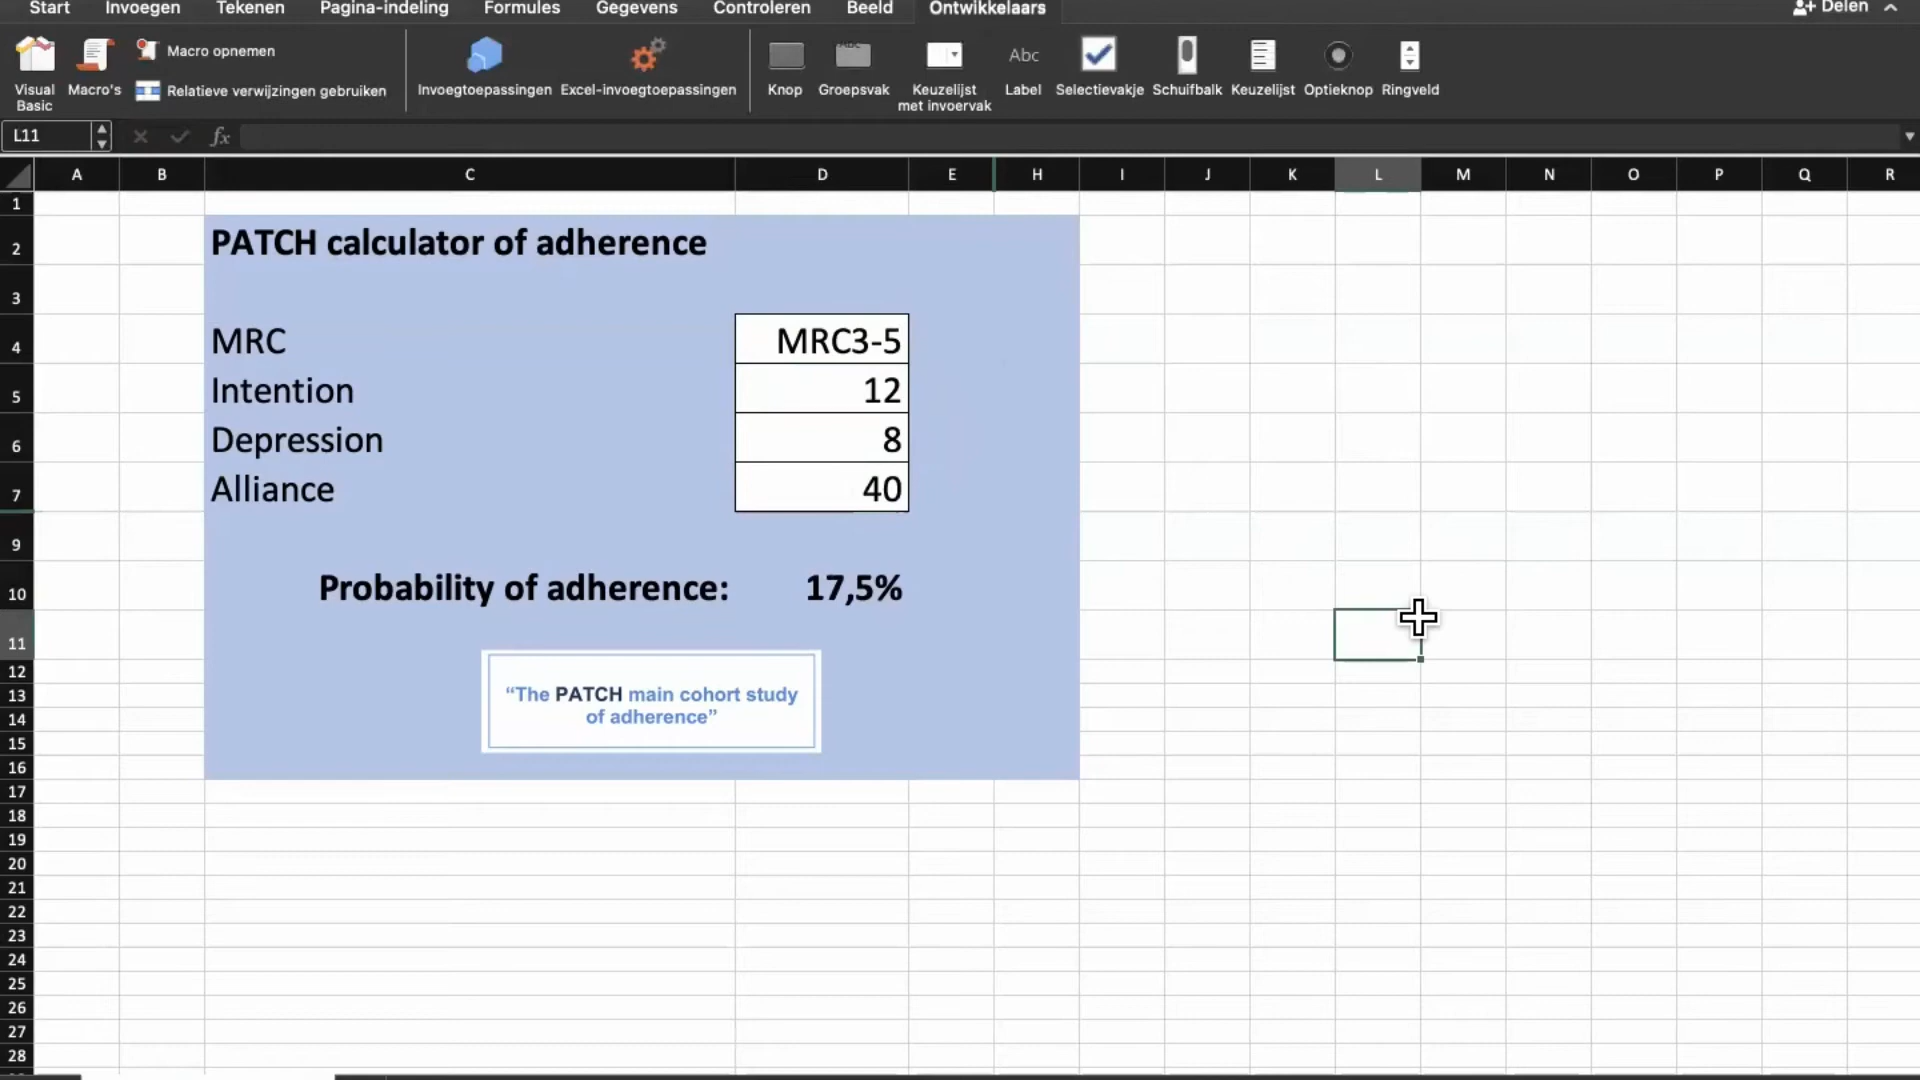 Start Invoegen Tekenen Pagina-indeling Formules Gegevens Controleren Beeld Ontwikkelaars Delen
Visual Basic Macro's Macro opnemen
Relatieve verwijzingen gebruiken
Invoegtoepassingen Excel-invoegtoepassingen Knop Groepsvak Keuzelijst met invoervak Abc Label Selectievakje Schuifbalk Keuzelijst Optieknop Ringveld
L11 fx
A B C D E H I J K L M N O P Q R
1
2 PATCH calculator of adherence
3
4 MRC MRC3-5
5 Intention 12
6 Depression 8
7 Alliance 40
9
10 Probability of adherence: 17,5%
11
12
13 “The PATCH main cohort study
14 of adherence”
15
16
17
18
19
20
21
22
23
24
25
26
27
28